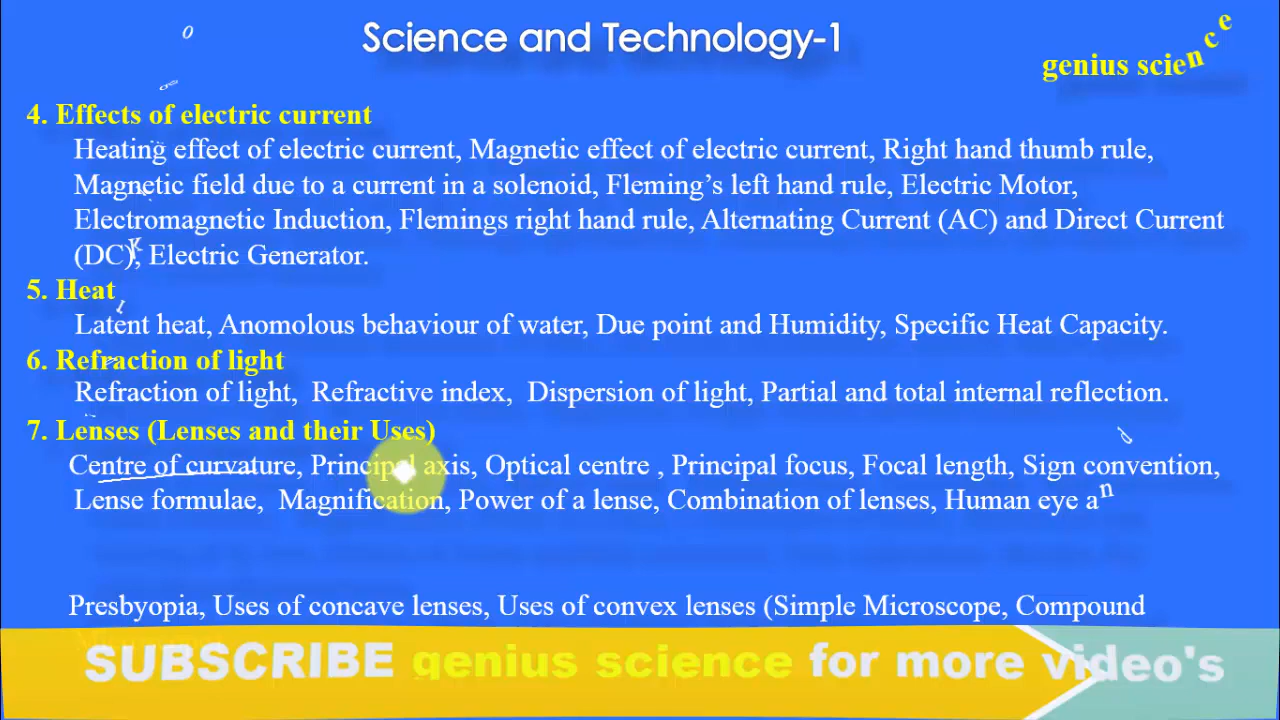 Science and Technology-1
genius science
4. Effects of electric current
Heating effect of electric current, Magnetic effect of electric current, Right hand thumb rule,
Magnetic field due to a current in a solenoid, Fleming's left hand rule, Electric Motor,
Electromagnetic Induction, Flemings right hand rule, Alternating Current (AC) and Direct Current
(DC), Electric Generator.
5. Heat
Latent heat, Anomolous behaviour of water, Due point and Humidity, Specific Heat Capacity.
6. Refraction of light
Refraction of light, Refractive index, Dispersion of light, Partial and total internal reflection.
7. Lenses (Lenses and their Uses)
Centre of curvature, Principal axis, Optical centre , Principal focus, Focal length, Sign convention,
Lense formulae, Magnification, Power of a lense, Combination of lenses, Human eye an
Presbyopia, Uses of concave lenses, Uses of convex lenses (Simple Microscope, Compound
SUBSCRIBE genius science for more video's